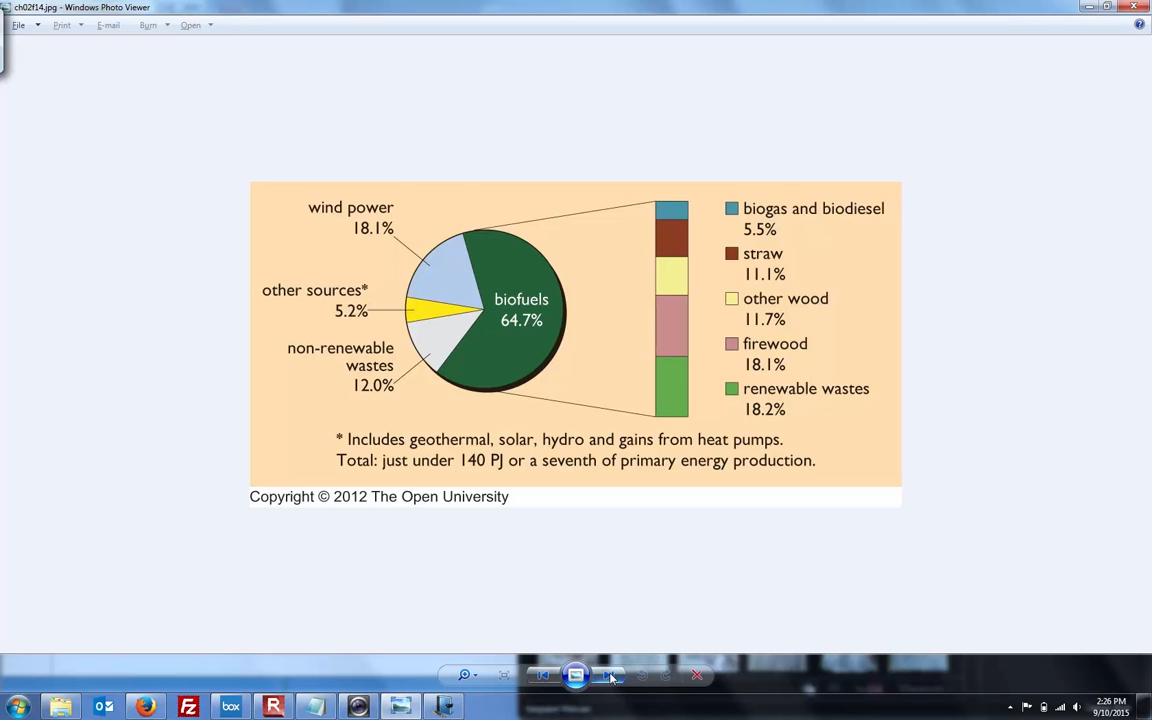 ch02f14.jpg - Windows Photo Viewer
File Print E-mail Burn Open
wind power
18.1%
other sources*
5.2%
non-renewable
wastes
12.0%
biofuels
64.7%
biogas and biodiesel
5.5%
straw
11.1%
other wood
11.7%
firewood
18.1%
renewable wastes
18.2%
* Includes geothermal, solar, hydro and gains from heat pumps.
Total: just under 140 PJ or a seventh of primary energy production.
Copyright © 2012 The Open University
box
2:26 PM
9/10/2015